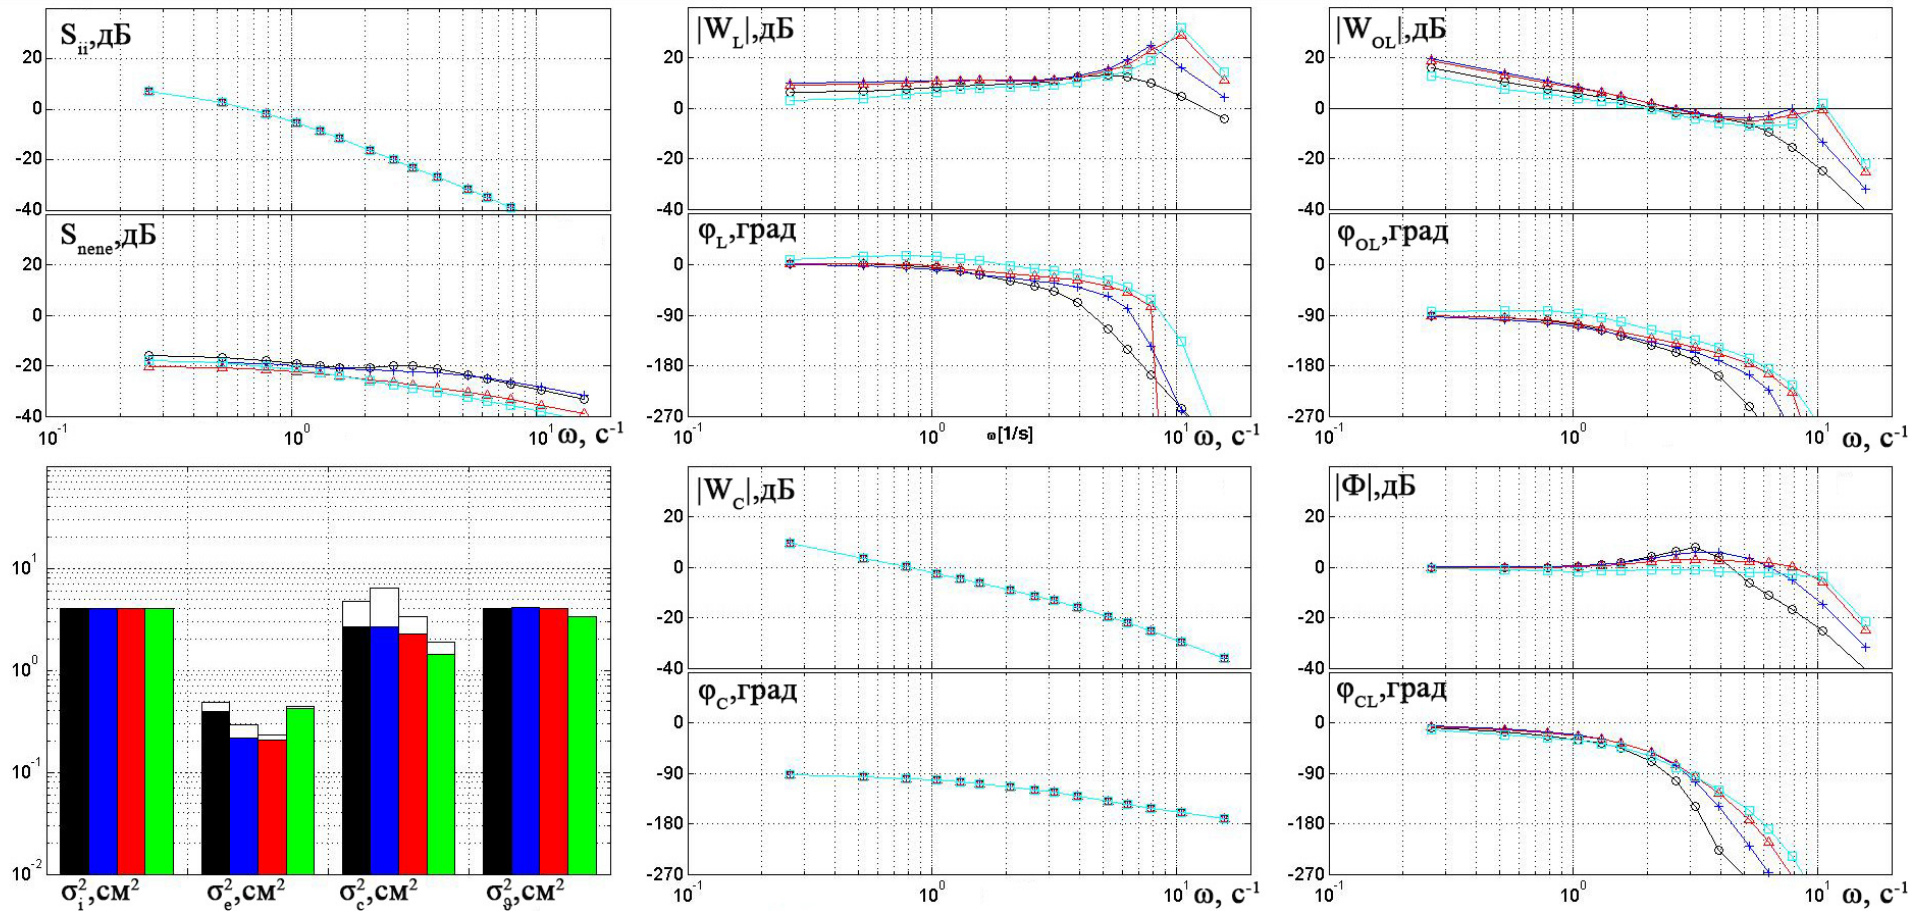 S_ii,дБ
20
0
-20
-40
S_nene,дБ
20
0
-20
-40
10^-1
10^0
10^1
ω, с^-1
|W_L|,дБ
20
0
-20
-40
φ_L,град
0
-90
-180
-270
10^-1
10^0
ω[1/s]
10^1
ω, с^-1
|W_OL|,дБ
20
0
-20
-40
φ_OL,град
0
-90
-180
-270
10^-1
10^0
10^1
ω, с^-1
10^1
10^0
10^-1
10^-2
σ_i^2,см^2
σ_e^2,см^2
σ_c^2,см^2
σ_θ^2,см^2
|W_C|,дБ
20
0
-20
-40
φ_C,град
0
-90
-180
-270
10^-1
10^0
10^1
ω, с^-1
|Φ|,дБ
20
0
-20
-40
φ_CL,град
0
-90
-180
-270
10^-1
10^0
10^1
ω, с^-1